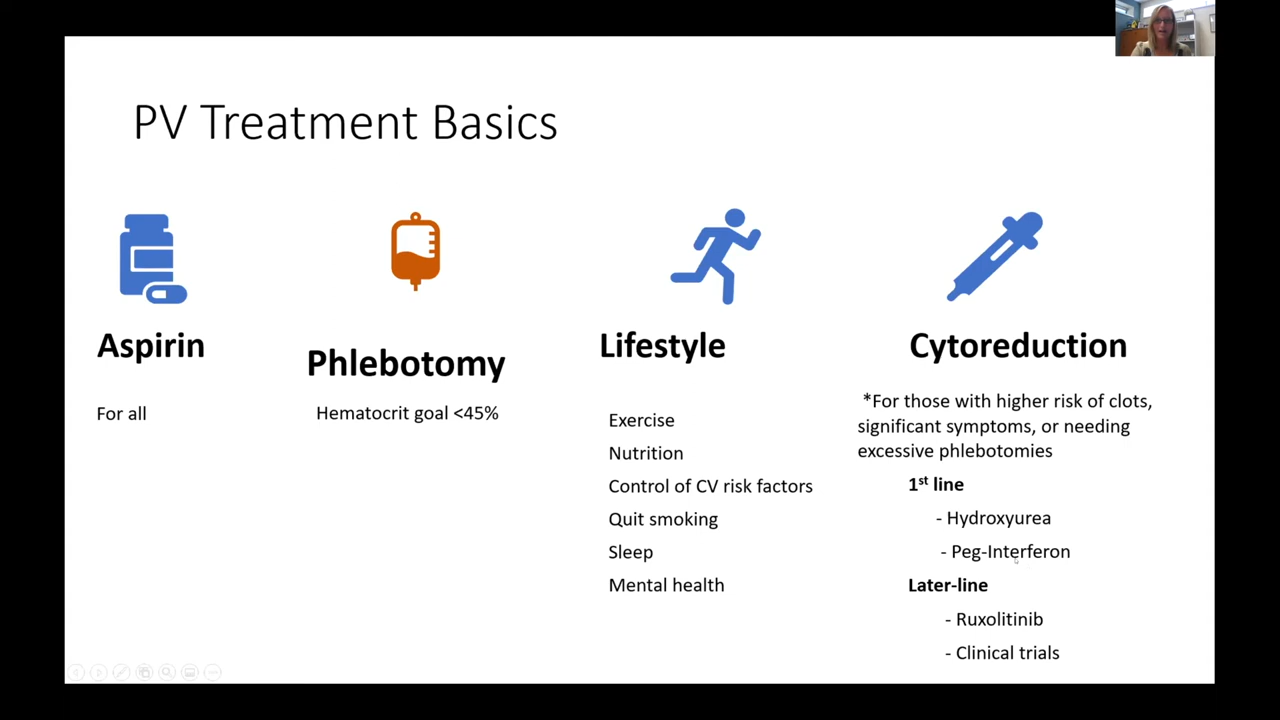 PV Treatment Basics
Aspirin
For all
Phlebotomy
Hematocrit goal <45%
Lifestyle
Exercise
Nutrition
Control of CV risk factors
Quit smoking
Sleep
Mental health
Cytoreduction
*For those with higher risk of clots,
significant symptoms, or needing
excessive phlebotomies
1st line
- Hydroxyurea
- Peg-Interferon
Later-line
- Ruxolitinib
- Clinical trials